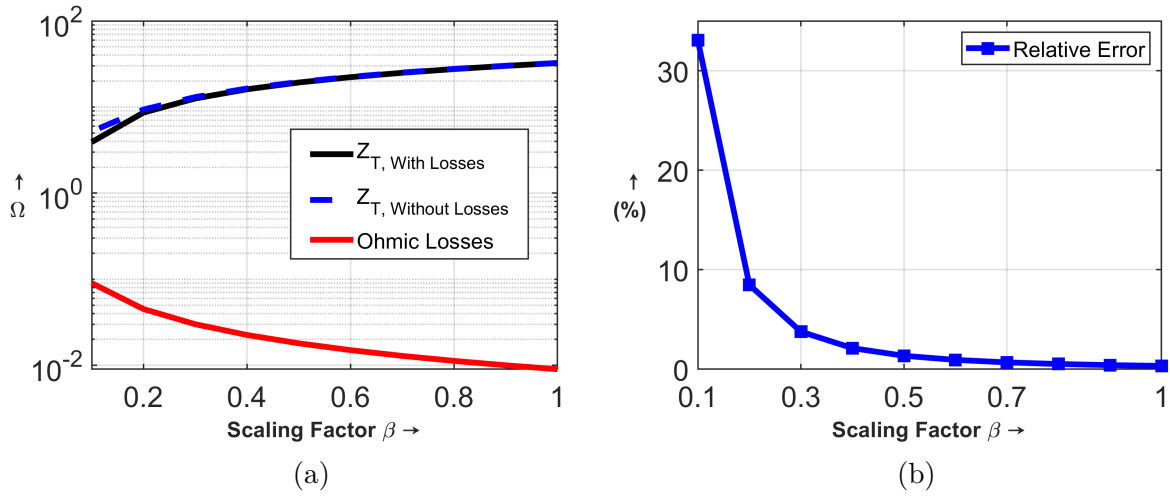 10^2
10^0
10^-2
↑
Ω
Z_T, With Losses
Z_T, Without Losses
Ohmic Losses
0.2 0.4 0.6 0.8 1
Scaling Factor β →
(a)
30
20
10
0
↑
(%)
Relative Error
0.1 0.3 0.5 0.7 1
Scaling Factor β →
(b)